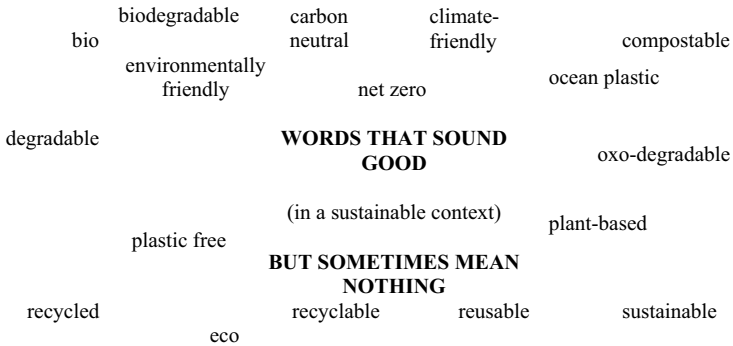 biodegradable
carbon neutral
climate-friendly
bio
compostable
environmentally friendly
net zero
ocean plastic
degradable
WORDS THAT SOUND
GOOD
oxo-degradable
(in a sustainable context)
plant-based
plastic free
BUT SOMETIMES MEAN
NOTHING
recycled
recyclable
reusable
sustainable
eco